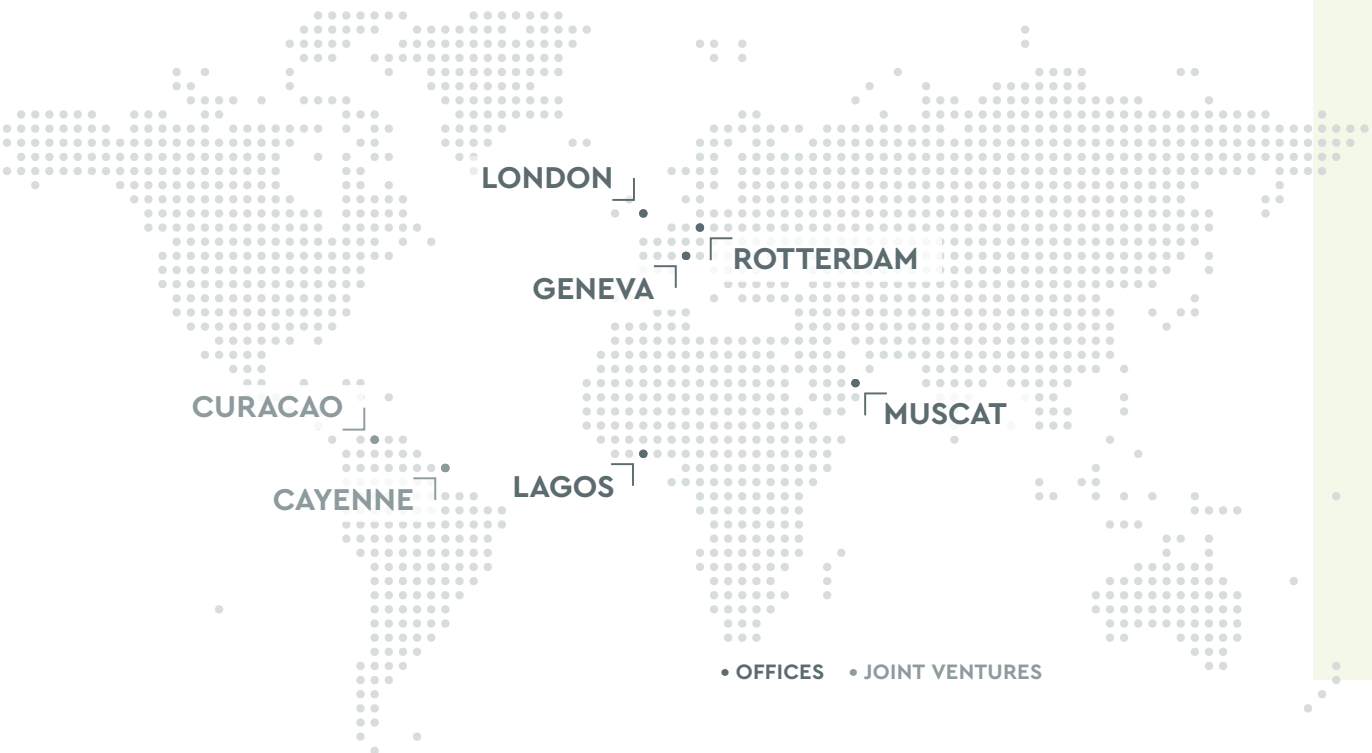 LONDON
ROTTERDAM
GENEVA
CURACAO
MUSCAT
LAGOS
CAYENNE
• OFFICES • JOINT VENTURES